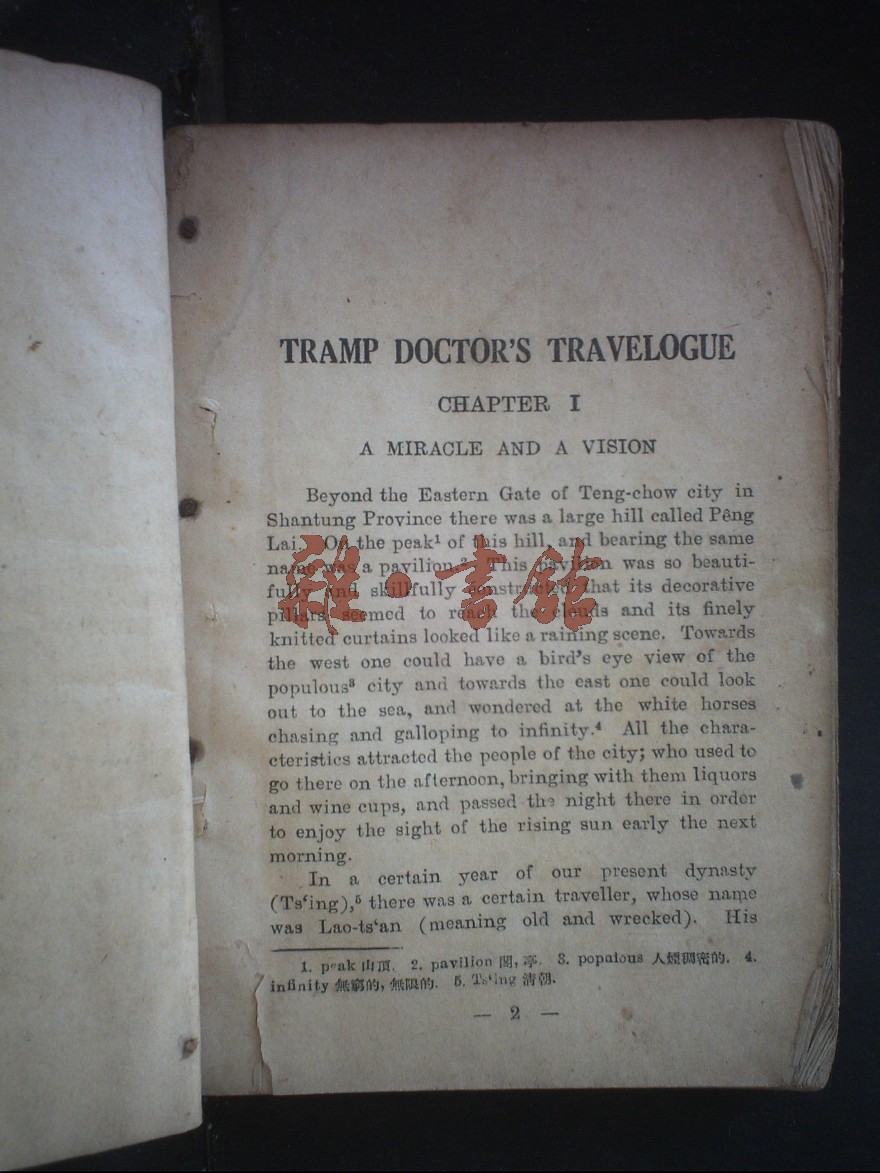 TRAMP DOCTOR'S TRAVELOGUE
CHAPTER I
A MIRACLE AND A VISION
Beyond the Eastern Gate of Teng-chow city in
Shantung Province there was a large hill called Pêng
Lai. On the peak¹ of this hill, and bearing the same
name was a pavilion.² This pavilion was so beauti-
fully and skillfully constructed that its decorative
pillars seemed to reach the clouds and its finely
knitted curtains looked like a raining scene. Towards
the west one could have a bird's eye view of the
populous³ city and towards the east one could look
out to the sea, and wondered at the white horses
chasing and galloping to infinity.⁴ All the chara-
cteristics attracted the people of the city; who used to
go there on the afternoon, bringing with them liquors
and wine cups, and passed the night there in order
to enjoy the sight of the rising sun early the next
morning.
In a certain year of our present dynasty
(Ts'ing),⁵ there was a certain traveller, whose name
was Lao-ts'an (meaning old and wrecked). His
1. peak 山頂. 2. pavilion 閣, 亭. 3. populous 人煙稠密的. 4.
infinity 無窮的, 無限的. 5. Ts'ing 清朝.
— 2 —
雜·書館